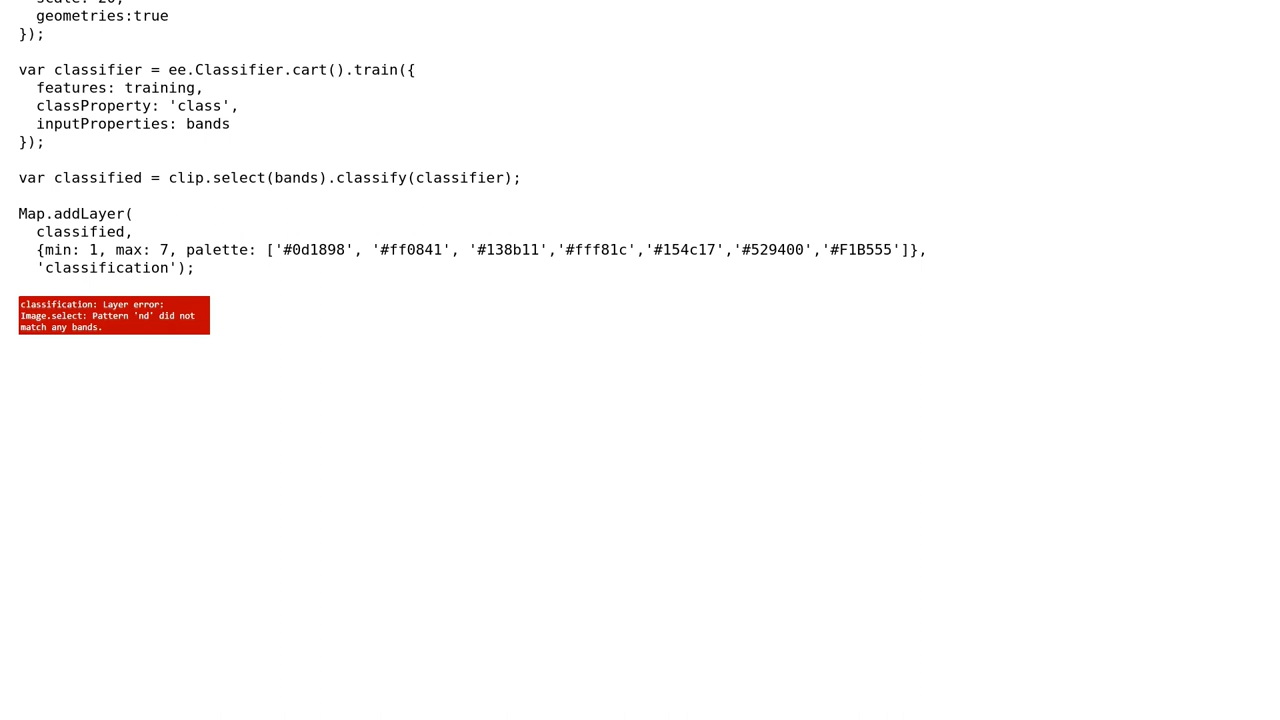 scale: 20,
geometries:true
});
var classifier = ee.Classifier.cart().train({
features: training,
classProperty: 'class',
inputProperties: bands
});
var classified = clip.select(bands).classify(classifier);
Map.addLayer(
classified,
{min: 1, max: 7, palette: ['#0d1898', '#ff0841', '#138b11','#fff81c','#154c17','#529400','#F1B555']},
'classification');
classification: Layer error:
Image.select: Pattern 'nd' did not
match any bands.